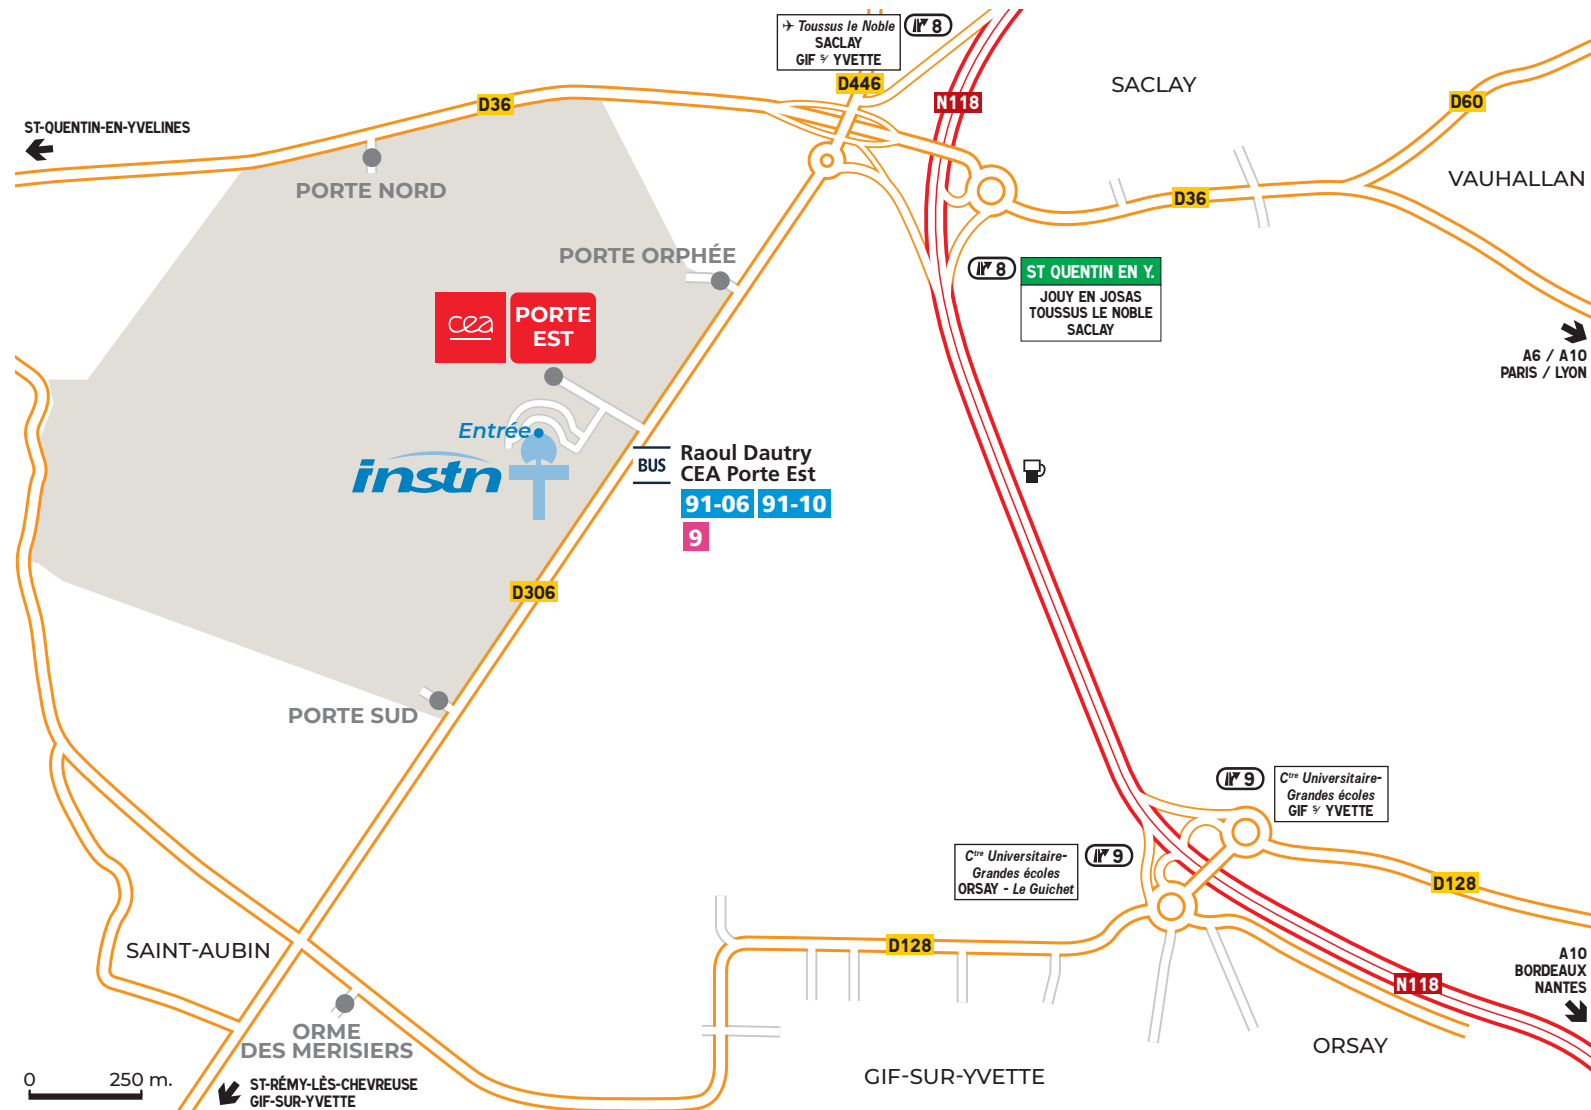 ✈ Toussus le Noble
SACLAY
GIF S/ YVETTE
8
D446
N118
SACLAY
D60
D36
ST-QUENTIN-EN-YVELINES
PORTE NORD
VAUHALLAN
D36
PORTE ORPHÉE
8
ST QUENTIN EN Y.
JOUY EN JOSAS
TOUSSUS LE NOBLE
SACLAY
cea
PORTE
EST
A6 / A10
PARIS / LYON
Entrée
instn
BUS
Raoul Dautry
CEA Porte Est
91-06 91-10
9
D306
PORTE SUD
9
Ctre Universitaire-
Grandes écoles
GIF S/ YVETTE
Ctre Universitaire-
Grandes écoles
ORSAY - Le Guichet
9
D128
D128
SAINT-AUBIN
A10
BORDEAUX
NANTES
N118
ORME
DES MERISIERS
ORSAY
GIF-SUR-YVETTE
0 250 m.
ST-RÉMY-LÈS-CHEVREUSE
GIF-SUR-YVETTE